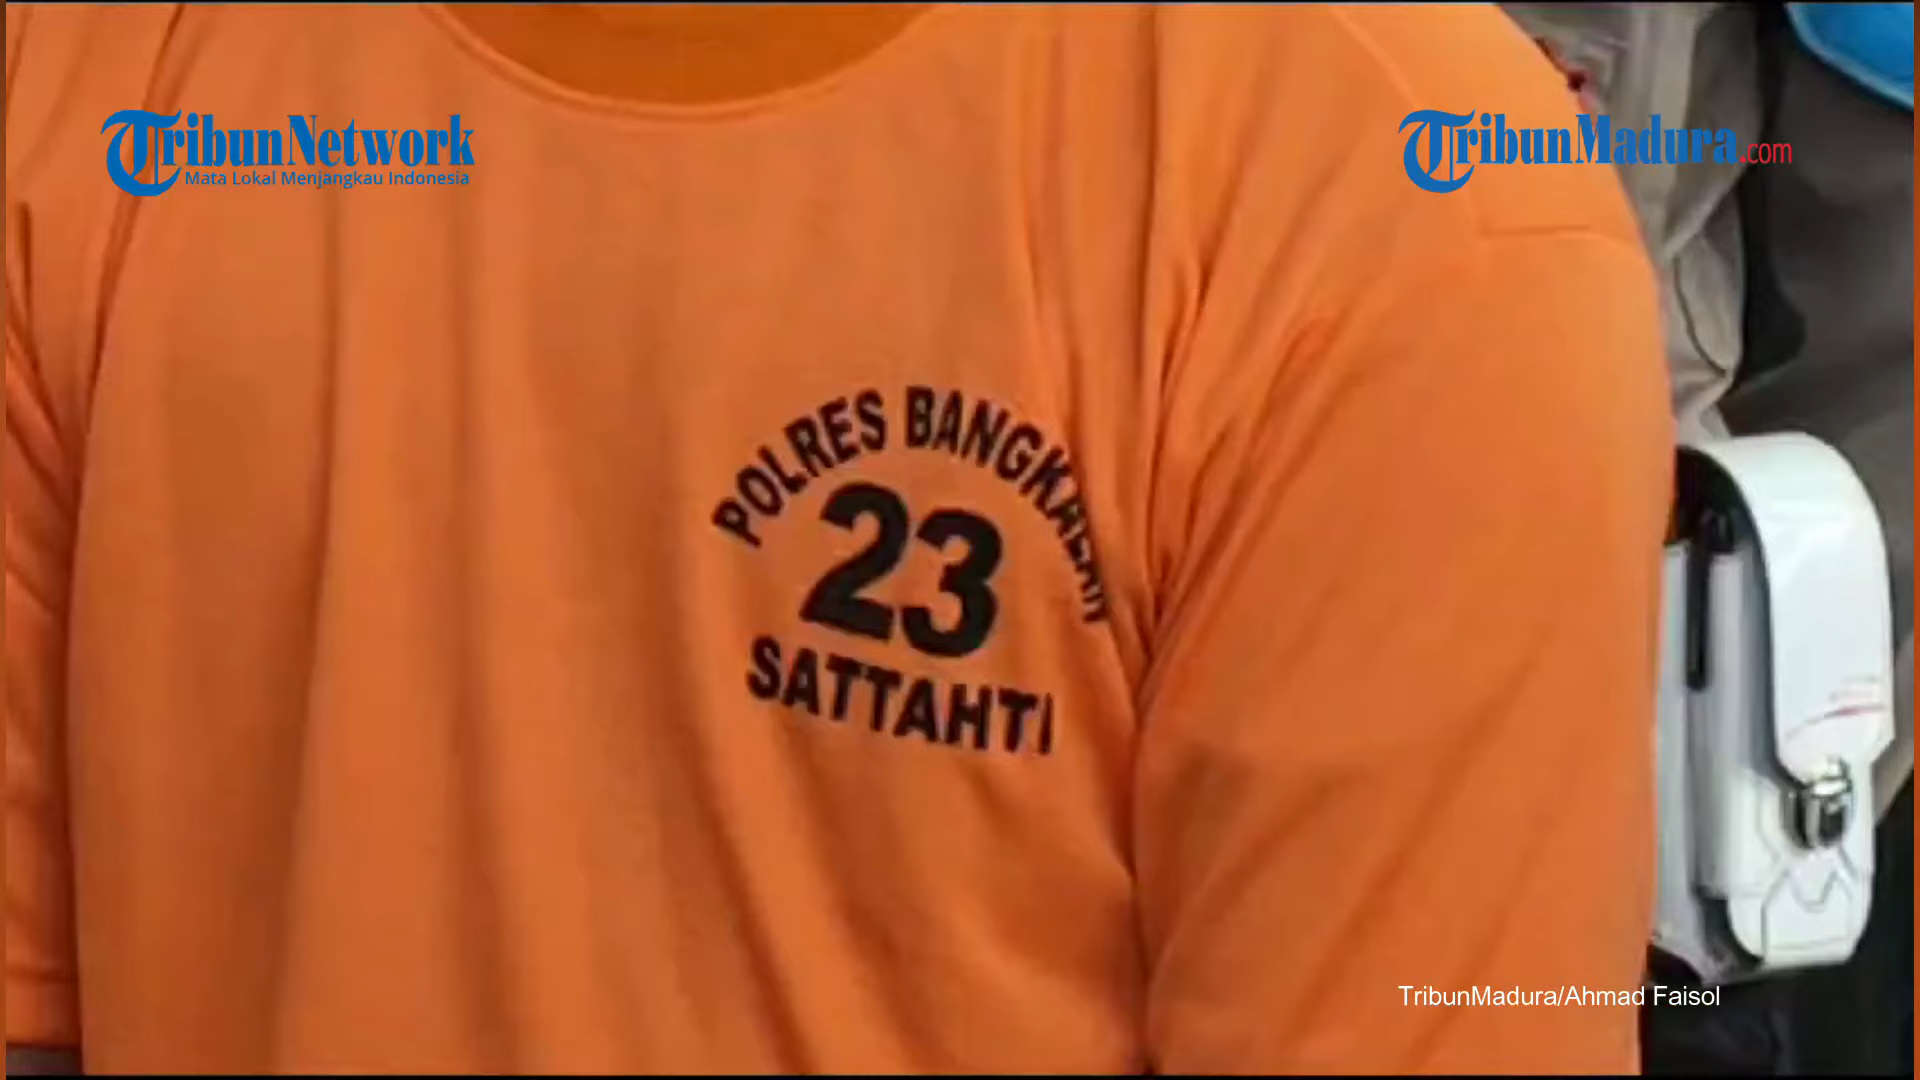 TribunNetwork
Mata Lokal Menjangkau Indonesia
TribunMadura.com
POLRES BANGKALAN
23
SATTAHTI
TribunMadura/Ahmad Faisol